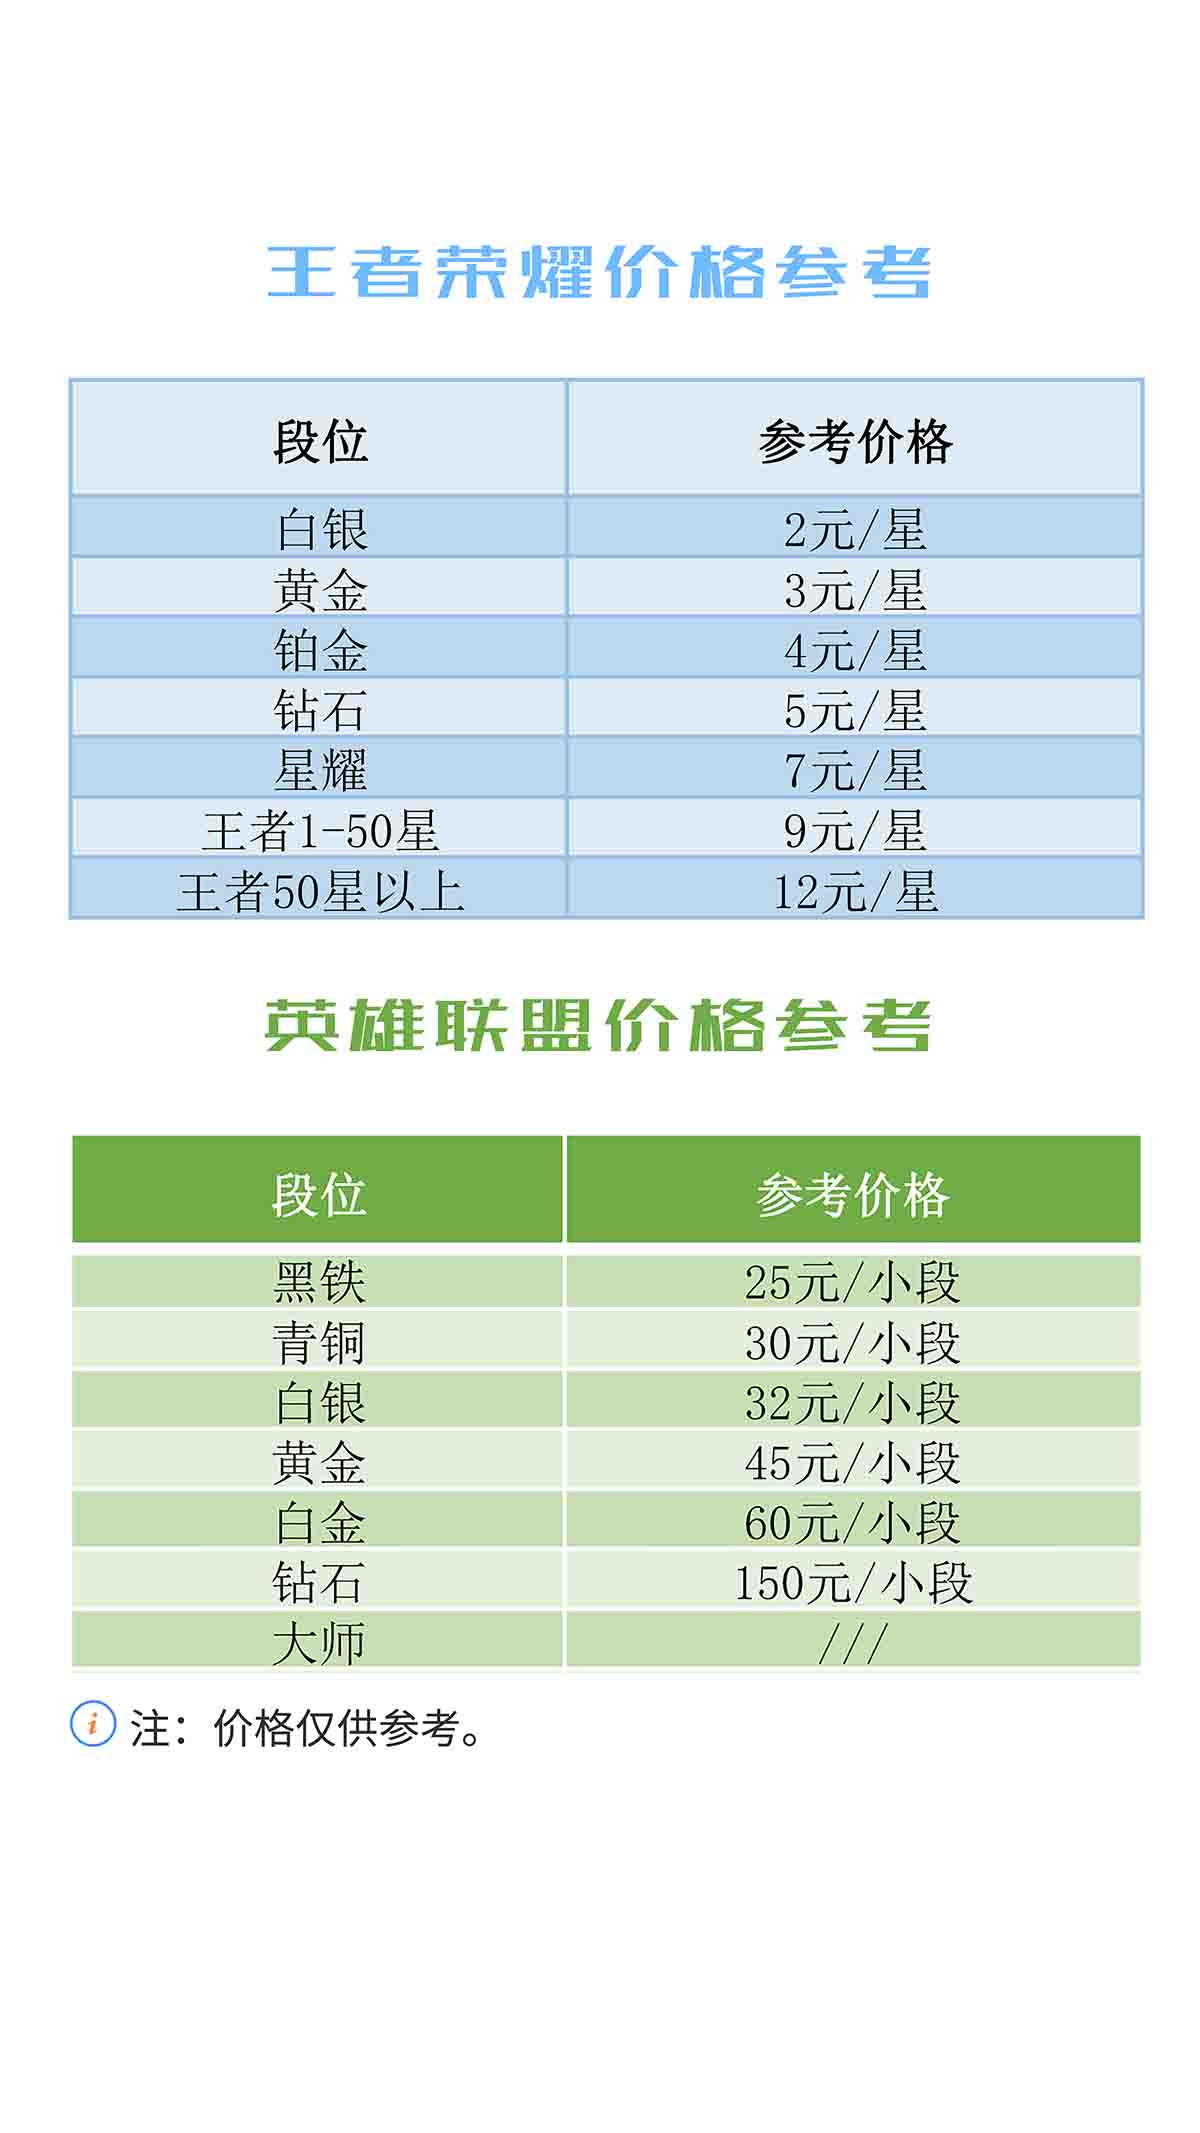 王者荣耀价格参考
段位 参考价格
白银 2元/星
黄金 3元/星
铂金 4元/星
钻石 5元/星
星耀 7元/星
王者1-50星 9元/星
王者50星以上 12元/星
英雄联盟价格参考
段位 参考价格
黑铁 25元/小段
青铜 30元/小段
白银 32元/小段
黄金 45元/小段
白金 60元/小段
钻石 150元/小段
大师 ///
i 注：价格仅供参考。